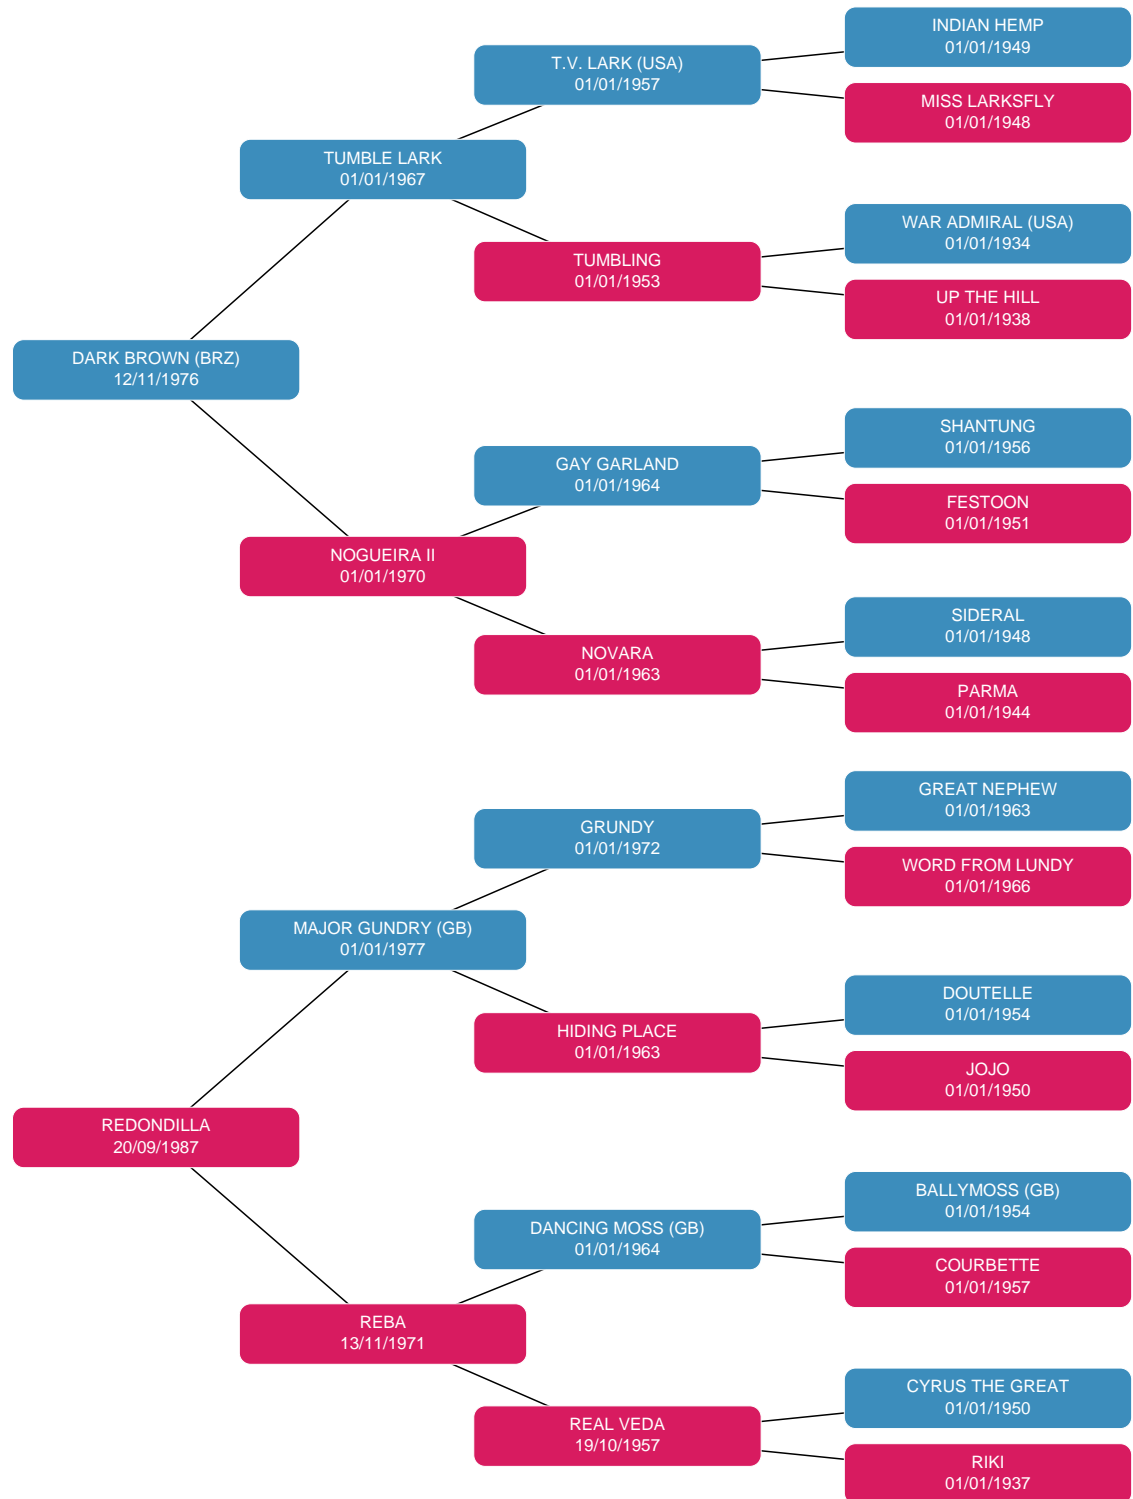 INDIAN HEMP
01/01/1949
T.V. LARK (USA)
01/01/1957
MISS LARKSFLY
01/01/1948
TUMBLE LARK
01/01/1967
WAR ADMIRAL (USA)
01/01/1934
TUMBLING
01/01/1953
UP THE HILL
01/01/1938
DARK BROWN (BRZ)
12/11/1976
SHANTUNG
01/01/1956
GAY GARLAND
01/01/1964
FESTOON
01/01/1951
NOGUEIRA II
01/01/1970
SIDERAL
01/01/1948
NOVARA
01/01/1963
PARMA
01/01/1944
GREAT NEPHEW
01/01/1963
GRUNDY
01/01/1972
WORD FROM LUNDY
01/01/1966
MAJOR GUNDRY (GB)
01/01/1977
DOUTELLE
01/01/1954
HIDING PLACE
01/01/1963
JOJO
01/01/1950
REDONDILLA
20/09/1987
BALLYMOSS (GB)
01/01/1954
DANCING MOSS (GB)
01/01/1964
COURBETTE
01/01/1957
REBA
13/11/1971
CYRUS THE GREAT
01/01/1950
REAL VEDA
19/10/1957
RIKI
01/01/1937